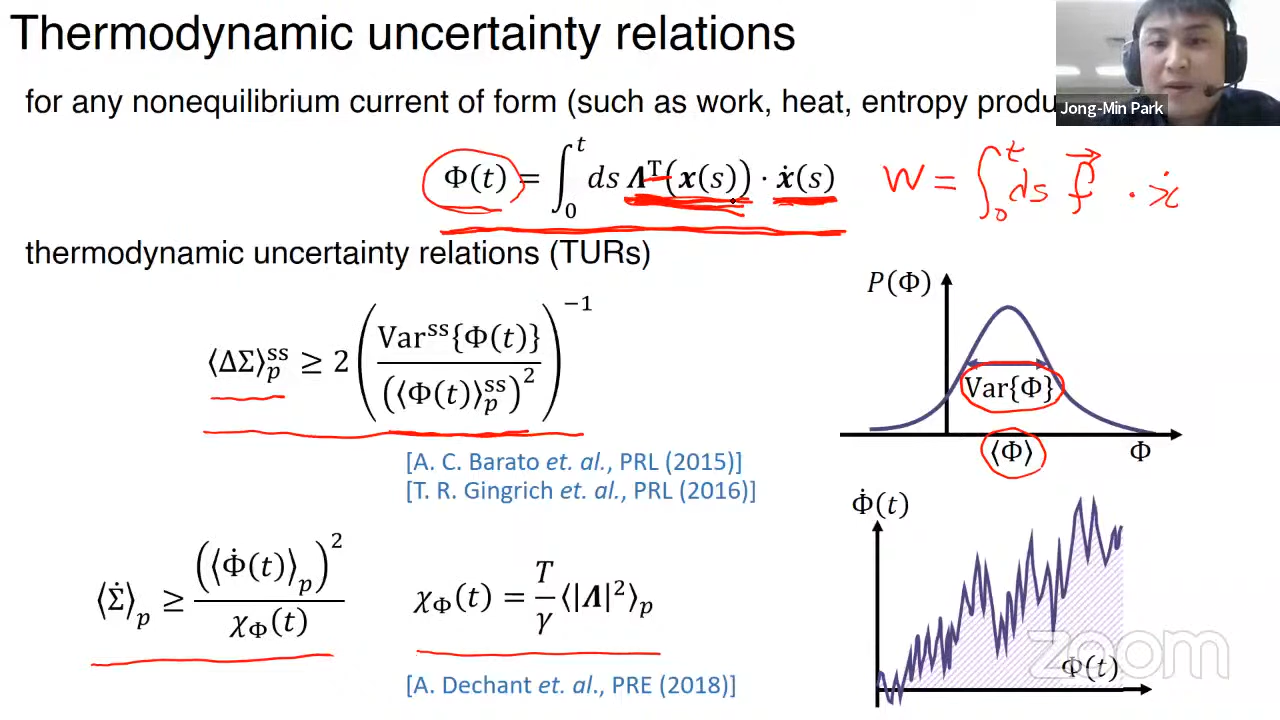 Thermodynamic uncertainty relations
for any nonequilibrium current of form (such as work, heat, entropy produ
Jong-Min Park
Φ(t) = ∫₀ᵗ ds Λᵀ(x(s)) · ẋ(s)
W = ∫₀ᵗ ds f⃗ · ẋ
thermodynamic uncertainty relations (TURs)
P(Φ)
⟨ΔΣ⟩ₚˢˢ ≥ 2 (Varˢˢ{Φ(t)} / (⟨Φ(t)⟩ₚˢˢ)²)⁻¹
Var{Φ}
⟨Φ⟩
Φ
[A. C. Barato et. al., PRL (2015)]
[T. R. Gingrich et. al., PRL (2016)]
Φ̇(t)
⟨Σ̇⟩ₚ ≥ (⟨Φ̇(t)⟩ₚ)² / χ_Φ(t)
χ_Φ(t) = T/γ ⟨|Λ|²⟩ₚ
zoom
Φ(t)
[A. Dechant et. al., PRE (2018)]